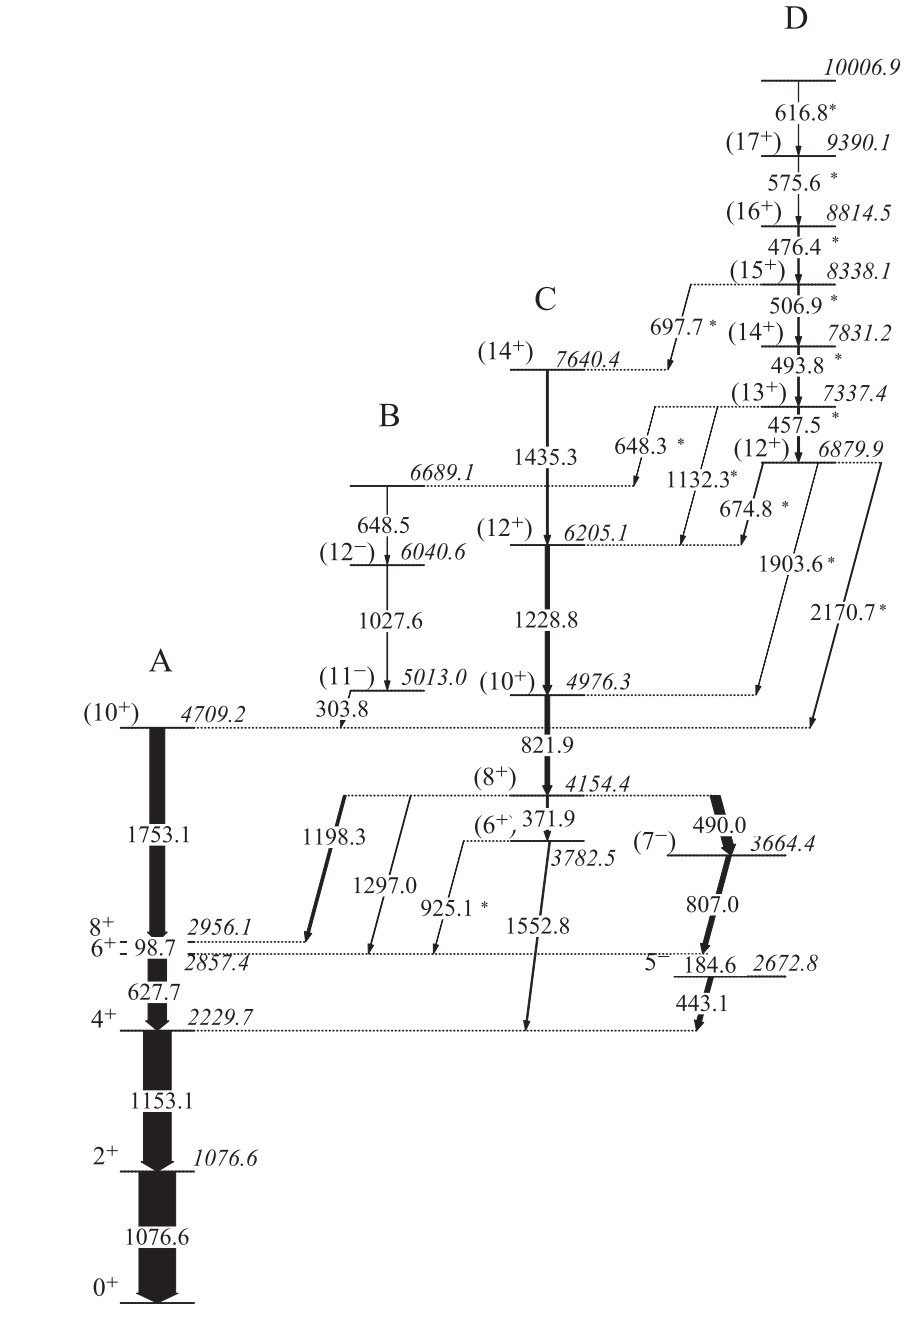 D
10006.9
616.8*
(17+) 9390.1
575.6 *
(16+) 8814.5
476.4 *
(15+) 8338.1
506.9 *
C
697.7 * (14+) 7831.2
(14+) 7640.4
493.8 *
(13+) 7337.4
B
457.5 *
648.3 * (12+) 6879.9
1435.3
6689.1 1132.3*
674.8 *
648.5 (12+) 6205.1
(12−) 6040.6
1903.6 *
1027.6 1228.8 2170.7*
A
(11−) 5013.0 (10+) 4976.3
303.8
(10+) 4709.2
821.9
(8+) 4154.4
1753.1 1198.3 (6+) 371.9 490.0
3782.5 (7−) 3664.4
1297.0
925.1 * 807.0
1552.8
8+ 2956.1
6+ 98.7
2857.4 5− 184.6 2672.8
627.7 443.1
4+ 2229.7
1153.1
2+ 1076.6
1076.6
0+